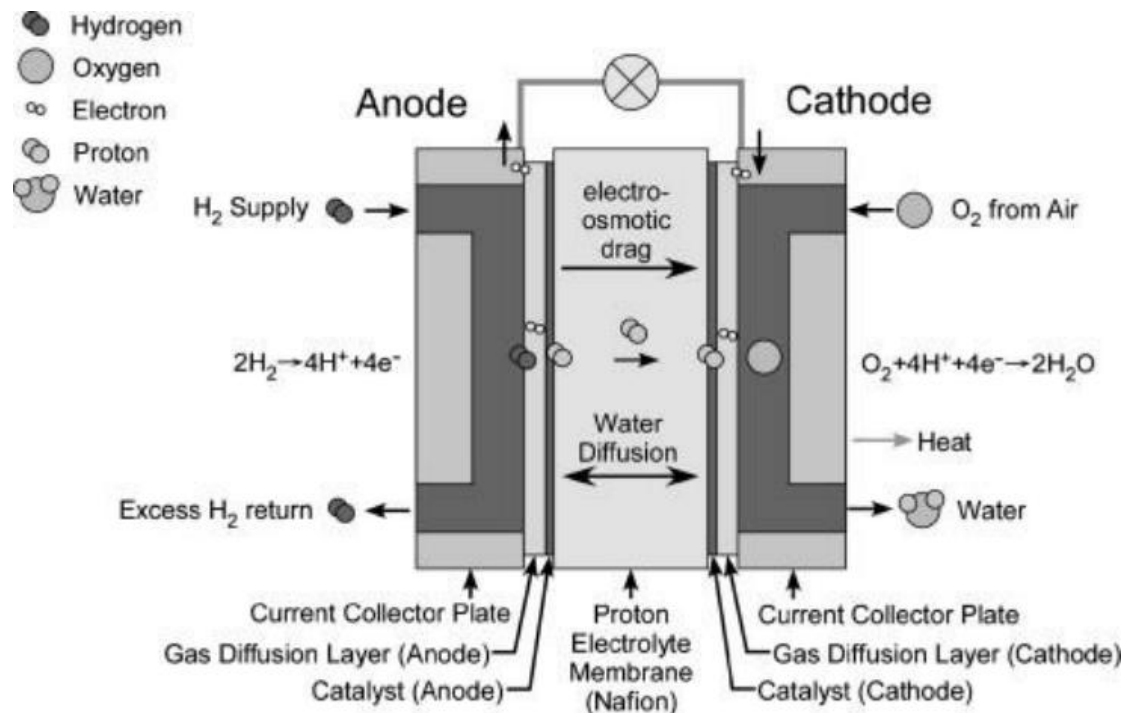 Hydrogen
Oxygen
Electron
Proton
Water
Anode
Cathode
H₂ Supply
electro-
osmotic
drag
O₂ from Air
2H₂→4H⁺+4e⁻
O₂+4H⁺+4e⁻→2H₂O
Water
Diffusion
Heat
Excess H₂ return
Water
Current Collector Plate
Gas Diffusion Layer (Anode)
Catalyst (Anode)
Proton
Electrolyte
Membrane
(Nafion)
Current Collector Plate
Gas Diffusion Layer (Cathode)
Catalyst (Cathode)